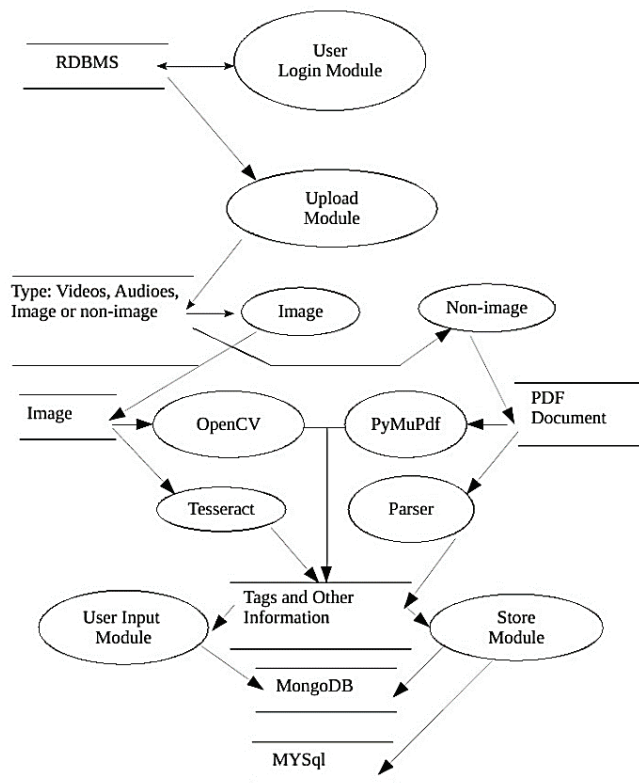 User
Login Module
RDBMS
Upload
Module
Type: Videos, Audioes,
Image or non-image
Image
Non-image
Image
OpenCV
PyMuPdf
PDF
Document
Tesseract
Parser
Tags and Other
Information
User Input
Module
Store
Module
MongoDB
MYSql